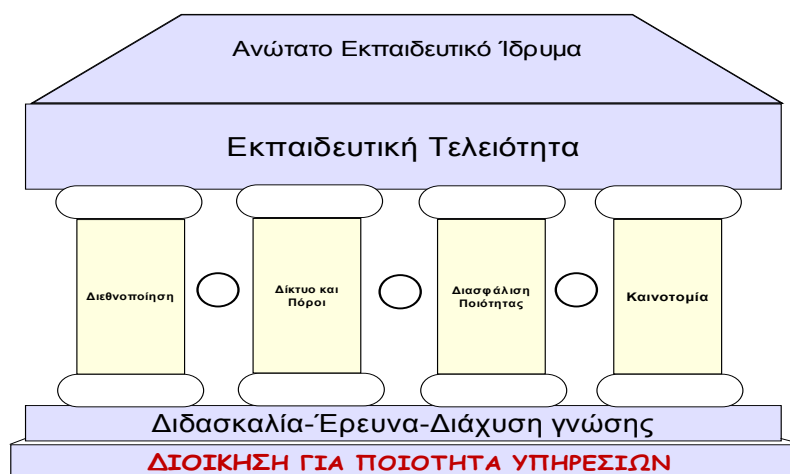 Ανώτατο Εκπαιδευτικό Ίδρυμα
Εκπαιδευτική Τελειότητα
Διεθνοποίηση
Δίκτυο και
Πόροι
Διασφάλιση
Ποιότητας
Καινοτομία
Διδασκαλία-Έρευνα-Διάχυση γνώσης
ΔΙΟΙΚΗΣΗ ΓΙΑ ΠΟΙΟΤΗΤΑ ΥΠΗΡΕΣΙΩΝ